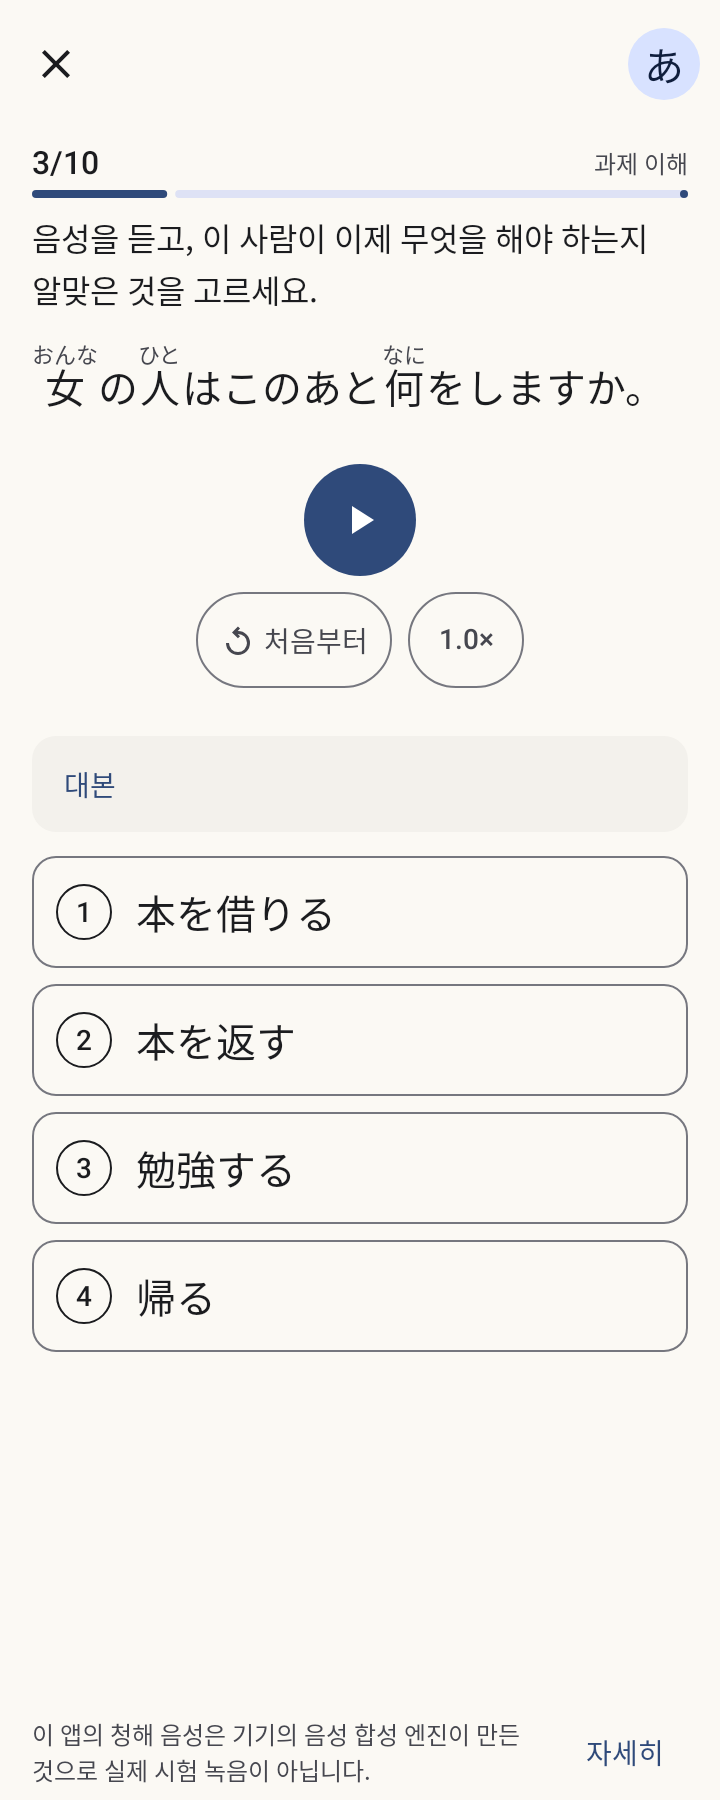 あ
3/10
과제 이해
음성을 듣고, 이 사람이 이제 무엇을 해야 하는지
알맞은 것을 고르세요.
おんな ひと なに
女の人はこのあと何をしますか。
처음부터
1.0×
대본
1 本を借りる
2 本を返す
3 勉強する
4 帰る
이 앱의 청해 음성은 기기의 음성 합성 엔진이 만든
것으로 실제 시험 녹음이 아닙니다.
자세히